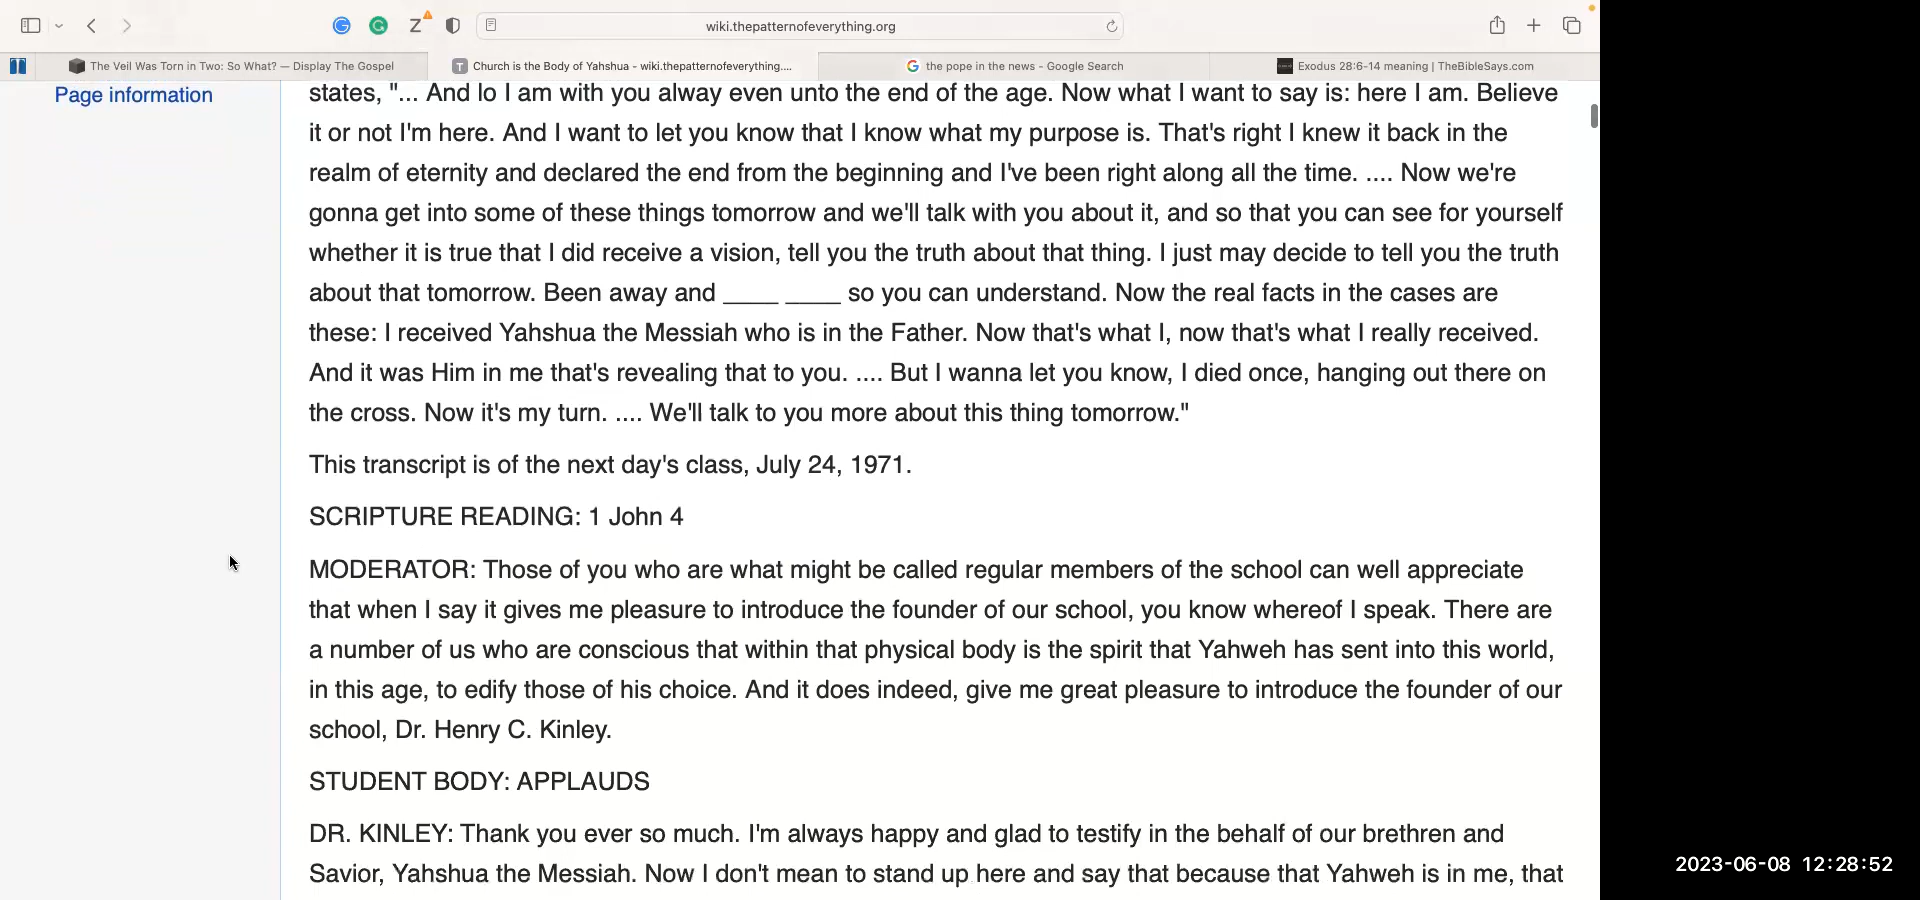 wiki.thepatternofeverything.org
The Veil Was Torn in Two: So What? — Display The Gospel
Church is the Body of Yahshua - wiki.thepatternofeverything....
the pope in the news - Google Search
Exodus 28:6-14 meaning | TheBibleSays.com
Page information
states, "... And lo I am with you alway even unto the end of the age. Now what I want to say is: here I am. Believe
it or not I'm here. And I want to let you know that I know what my purpose is. That's right I knew it back in the
realm of eternity and declared the end from the beginning and I've been right along all the time. .... Now we're
gonna get into some of these things tomorrow and we'll talk with you about it, and so that you can see for yourself
whether it is true that I did receive a vision, tell you the truth about that thing. I just may decide to tell you the truth
about that tomorrow. Been away and ____ ____ so you can understand. Now the real facts in the cases are
these: I received Yahshua the Messiah who is in the Father. Now that's what I, now that's what I really received.
And it was Him in me that's revealing that to you. .... But I wanna let you know, I died once, hanging out there on
the cross. Now it's my turn. .... We'll talk to you more about this thing tomorrow."
This transcript is of the next day's class, July 24, 1971.
SCRIPTURE READING: 1 John 4
MODERATOR: Those of you who are what might be called regular members of the school can well appreciate
that when I say it gives me pleasure to introduce the founder of our school, you know whereof I speak. There are
a number of us who are conscious that within that physical body is the spirit that Yahweh has sent into this world,
in this age, to edify those of his choice. And it does indeed, give me great pleasure to introduce the founder of our
school, Dr. Henry C. Kinley.
STUDENT BODY: APPLAUDS
DR. KINLEY: Thank you ever so much. I'm always happy and glad to testify in the behalf of our brethren and
Savior, Yahshua the Messiah. Now I don't mean to stand up here and say that because that Yahweh is in me, that
2023-06-08 12:28:52